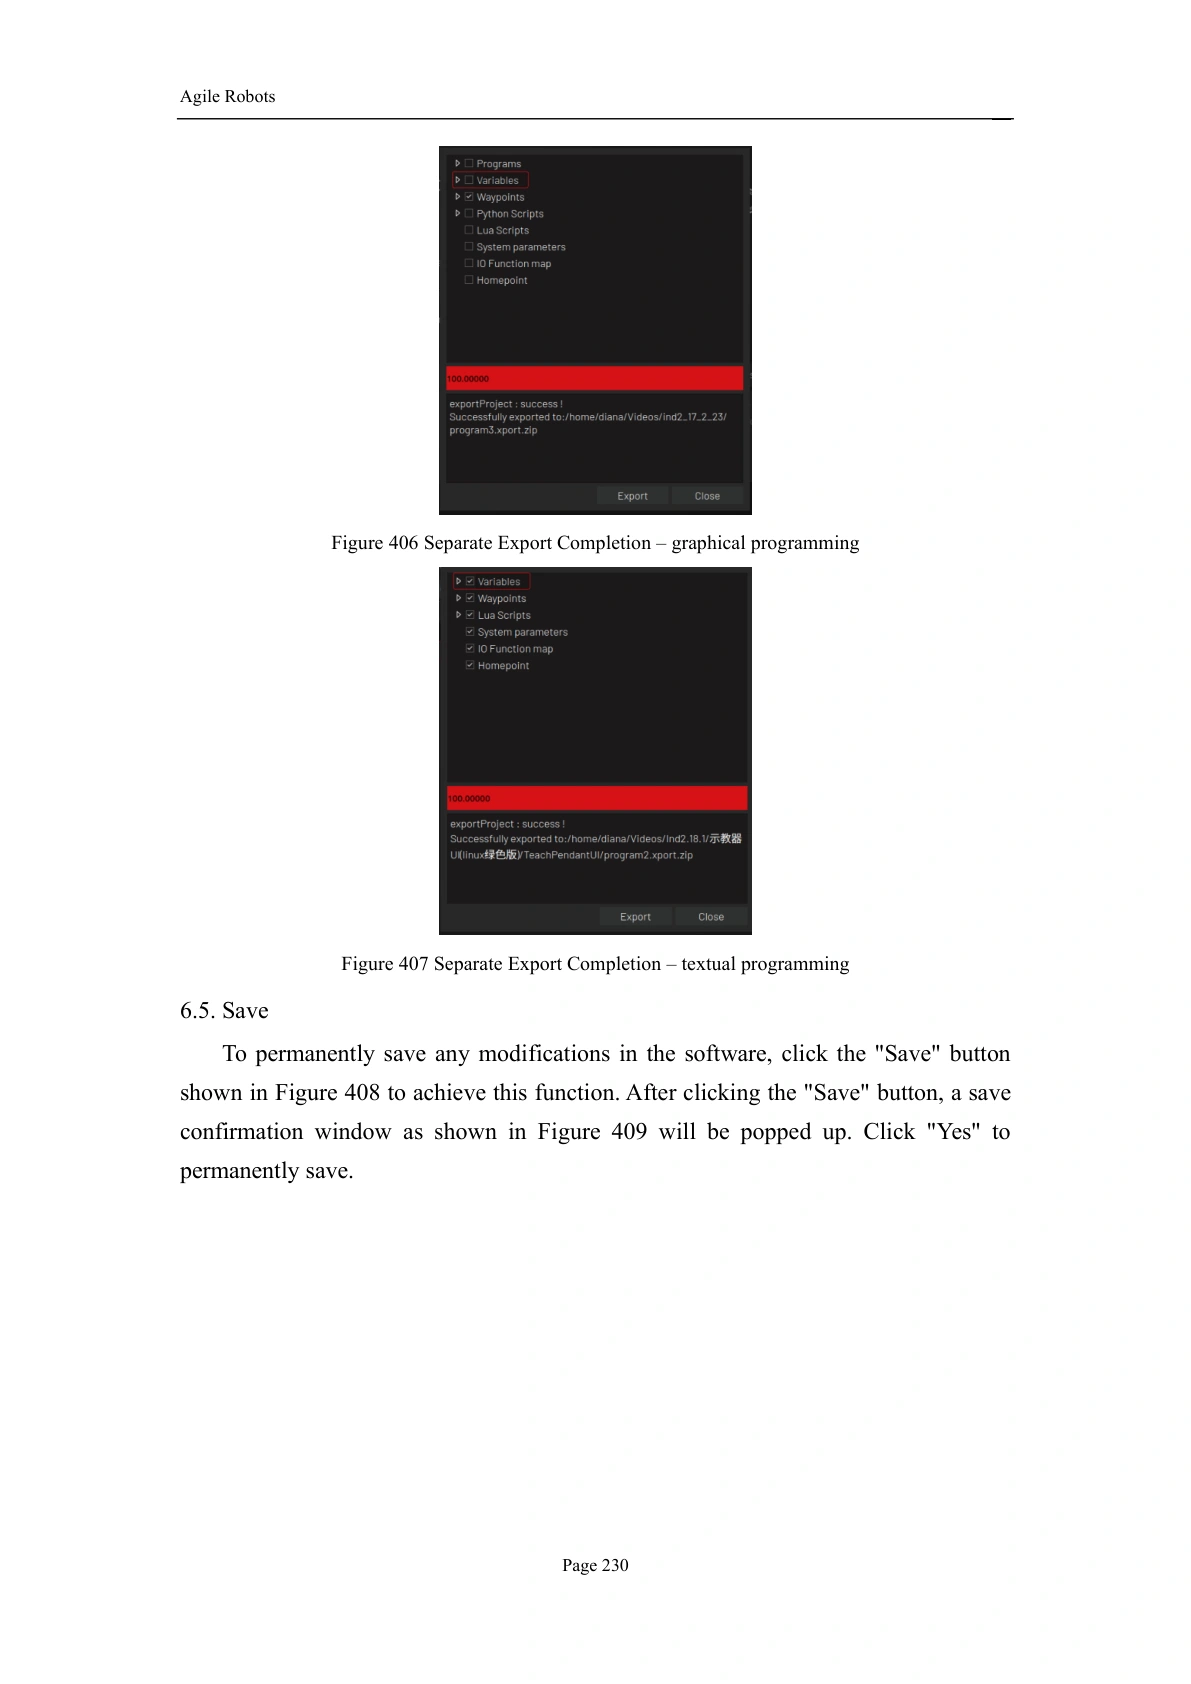 Agile Robots
Programs
Variables
Waypoints
Python Scripts
Lua Scripts
System parameters
IO Function map
Homepoint
100.00000
exportProject : success !
Successfully exported to:/home/diana/Videos/ind2_17_2_23/
program3.xport.zip
Export Close
Figure 406 Separate Export Completion – graphical programming
Variables
Waypoints
Lua Scripts
System parameters
IO Function map
Homepoint
100.00000
exportProject : success !
Successfully exported to:/home/diana/Videos/Ind2.18.1/示教器
UI(linux绿色版)/TeachPendantUI/program2.xport.zip
Export Close
Figure 407 Separate Export Completion – textual programming
6.5. Save
To permanently save any modifications in the software, click the "Save" button
shown in Figure 408 to achieve this function. After clicking the "Save" button, a save
confirmation window as shown in Figure 409 will be popped up. Click "Yes" to
permanently save.
Page 230